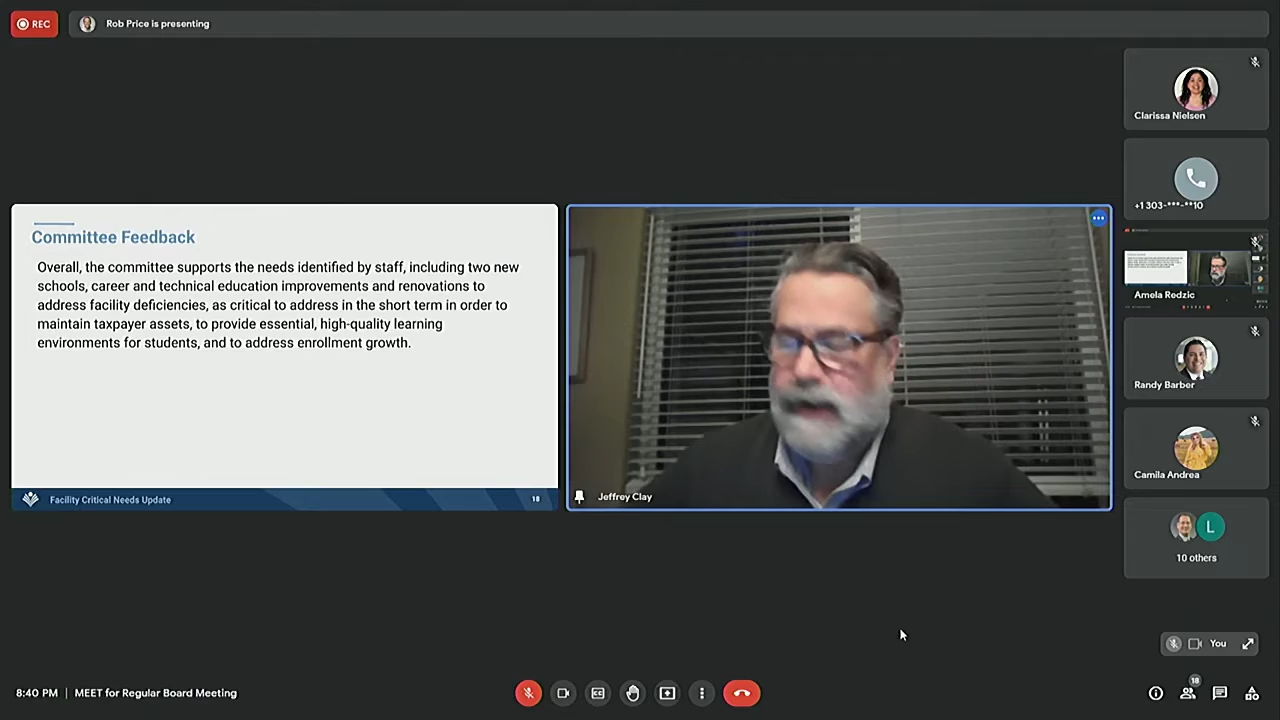 REC
Rob Price is presenting
Clarissa Nielsen
+1 303-***-**10
Amela Redzic
Randy Barber
Camila Andrea
L
10 others
Committee Feedback
Overall, the committee supports the needs identified by staff, including two new
schools, career and technical education improvements and renovations to
address facility deficiencies, as critical to address in the short term in order to
maintain taxpayer assets, to provide essential, high-quality learning
environments for students, and to address enrollment growth.
Facility Critical Needs Update
18
Jeffrey Clay
You
8:40 PM | MEET for Regular Board Meeting
18